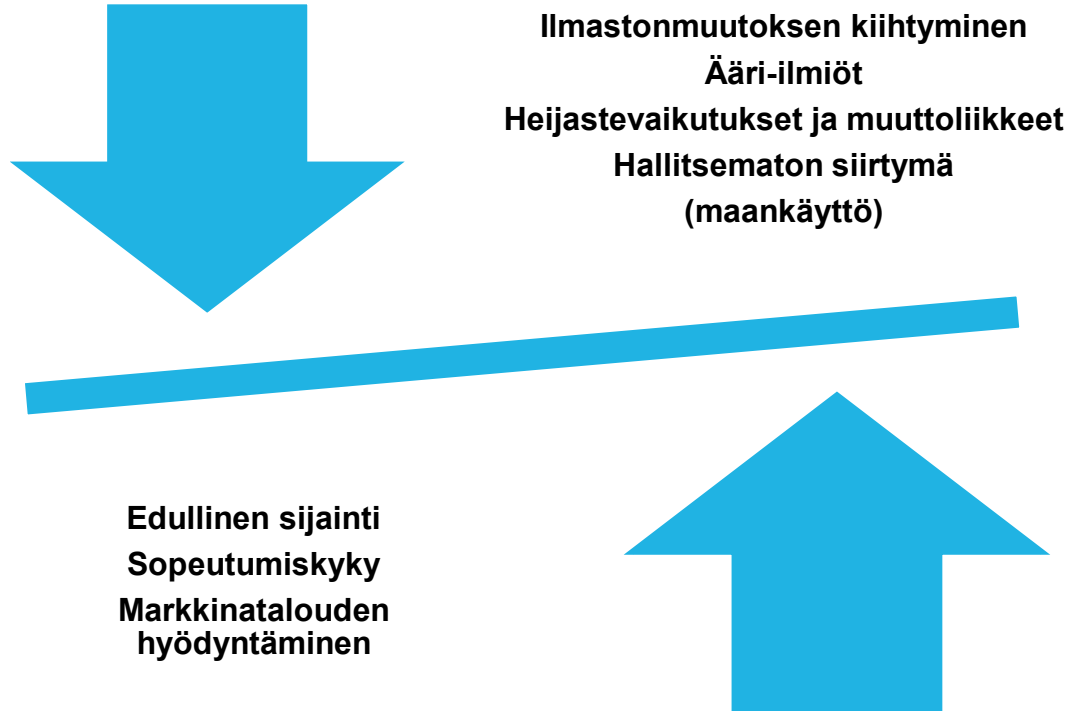 Ilmastonmuutoksen kiihtyminen
Ääri-ilmiöt
Heijastevaikutukset ja muuttoliikkeet
Hallitsematon siirtymä
(maankäyttö)
Edullinen sijainti
Sopeutumiskyky
Markkinatalouden
hyödyntäminen